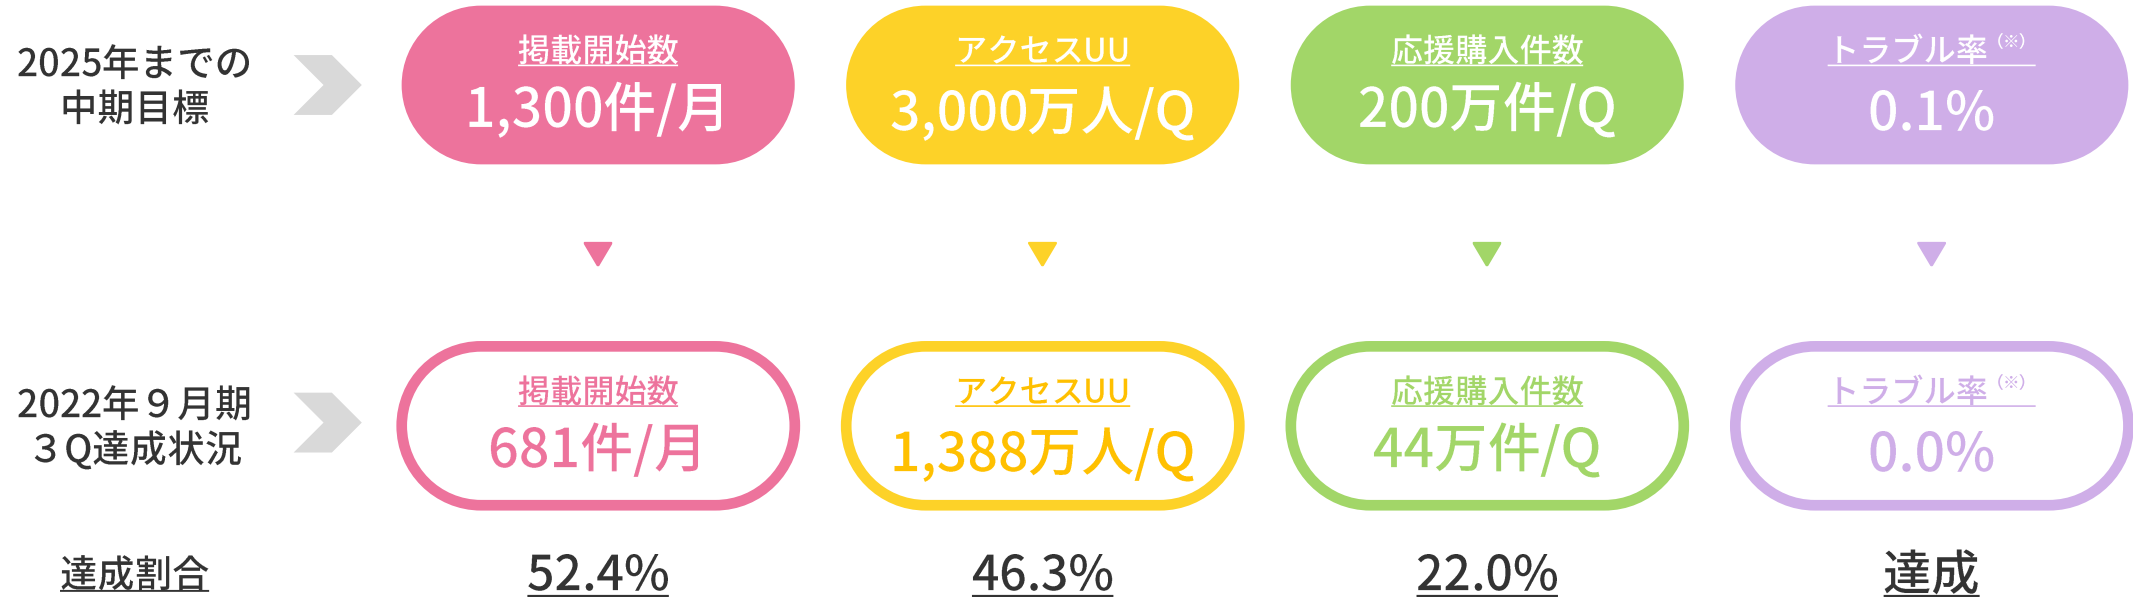 2025年までの
中期目標
掲載開始数
1,300件/月
アクセスUU
3,000万人/Q
応援購入件数
200万件/Q
トラブル率（※）
0.1%
2022年９月期
３Q達成状況
掲載開始数
681件/月
アクセスUU
1,388万人/Q
応援購入件数
44万件/Q
トラブル率（※）
0.0%
達成割合
52.4%
46.3%
22.0%
達成